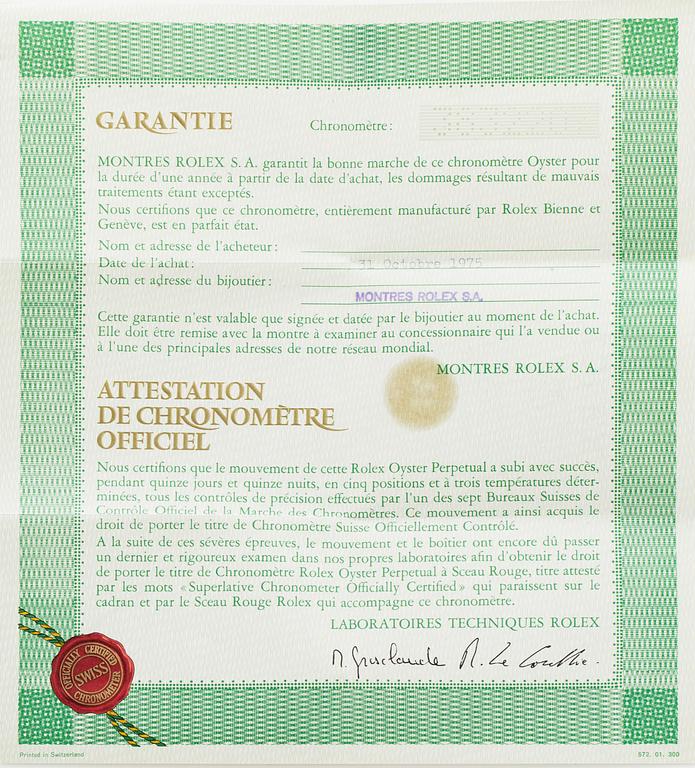 GARANTIE
Chronomètre :
MONTRES ROLEX S. A. garantit la bonne marche de ce chronomètre Oyster pour
la durée d'une année à partir de la date d'achat, les dommages résultant de mauvais
traitements étant exceptés.
Nous certifions que ce chronomètre, entièrement manufacturé par Rolex Bienne et
Genève, est en parfait état.
Nom et adresse de l'acheteur :
Date de l'achat : 31 Octobre 1975
Nom et adresse du bijoutier :
MONTRES ROLEX S.A.
Cette garantie n'est valable que signée et datée par le bijoutier au moment de l'achat.
Elle doit être remise avec la montre à examiner au concessionnaire qui l'a vendue ou
à l'une des principales adresses de notre réseau mondial.
MONTRES ROLEX S. A.
ATTESTATION
DE CHRONOMÈTRE
OFFICIEL
Nous certifions que le mouvement de cette Rolex Oyster Perpetual a subi avec succès,
pendant quinze jours et quinze nuits, en cinq positions et à trois températures déter-
minées, tous les contrôles de précision effectués par l'un des sept Bureaux Suisses de
Contrôle Officiel de la Marche des Chronomètres. Ce mouvement a ainsi acquis le
droit de porter le titre de Chronomètre Suisse Officiellement Contrôlé.
A la suite de ces sévères épreuves, le mouvement et le boîtier ont encore dû passer
un dernier et rigoureux examen dans nos propres laboratoires afin d'obtenir le droit
de porter le titre de Chronomètre Rolex Oyster Perpetual à Sceau Rouge, titre attesté
par les mots «Superlative Chronometer Officially Certified» qui paraissent sur le
cadran et par le Sceau Rouge Rolex qui accompagne ce chronomètre.
LABORATOIRES TECHNIQUES ROLEX
OFFICIALLY CERTIFIED
SWISS
CHRONOMETER
Printed in Switzerland
572. 01. 300